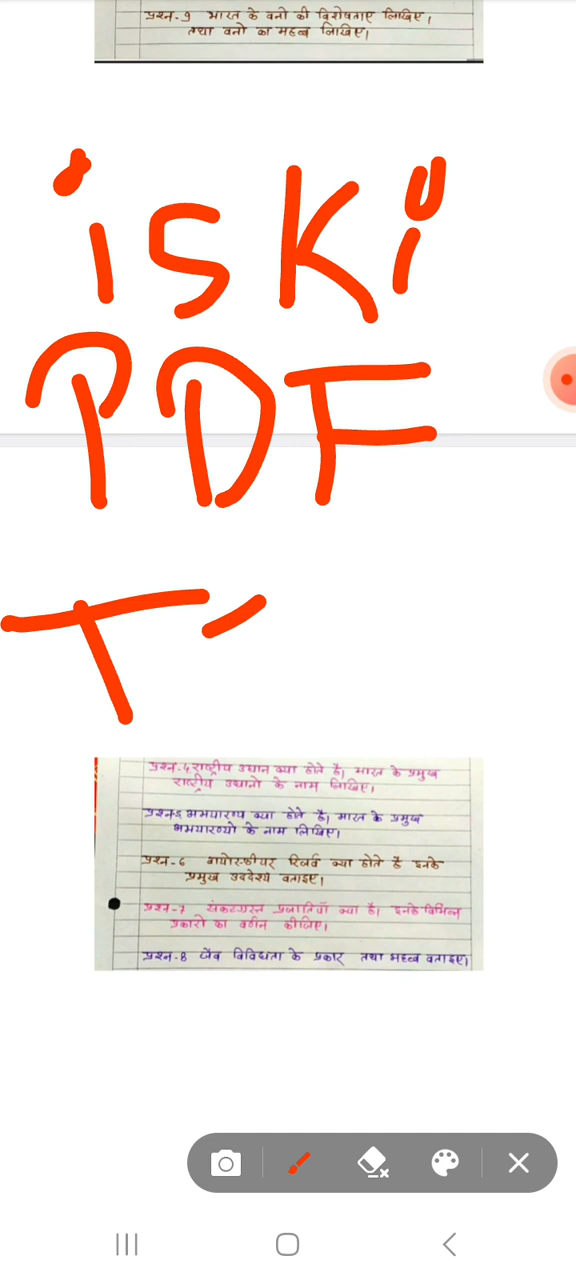 प्रश्न-9 भारत के वनो की विशेषताए लिखिए,
तथा वनो का महत्व लिखिए।
iski
PDF
T
प्रश्न-4 राष्ट्रीय उद्यान क्या होते है। भारत के प्रमुख
राष्ट्रीय उद्यानो के नाम लिखिए।
प्रश्न-5 अभयारण्य क्या होते है। भारत के प्रमुख
अभयारण्यो के नाम लिखिए।
प्रश्न-6 बायोस्फीयर रिजर्व क्या होते है इनके
प्रमुख उददेश्य बताइए।
प्रश्न-7 संकटग्रस्त प्रजातियाँ क्या है। इनके विभिन्न
प्रकारो का वर्णन कीजिए।
प्रश्न-8 जैव विविधता के प्रकार तथा महत्व बताइए।